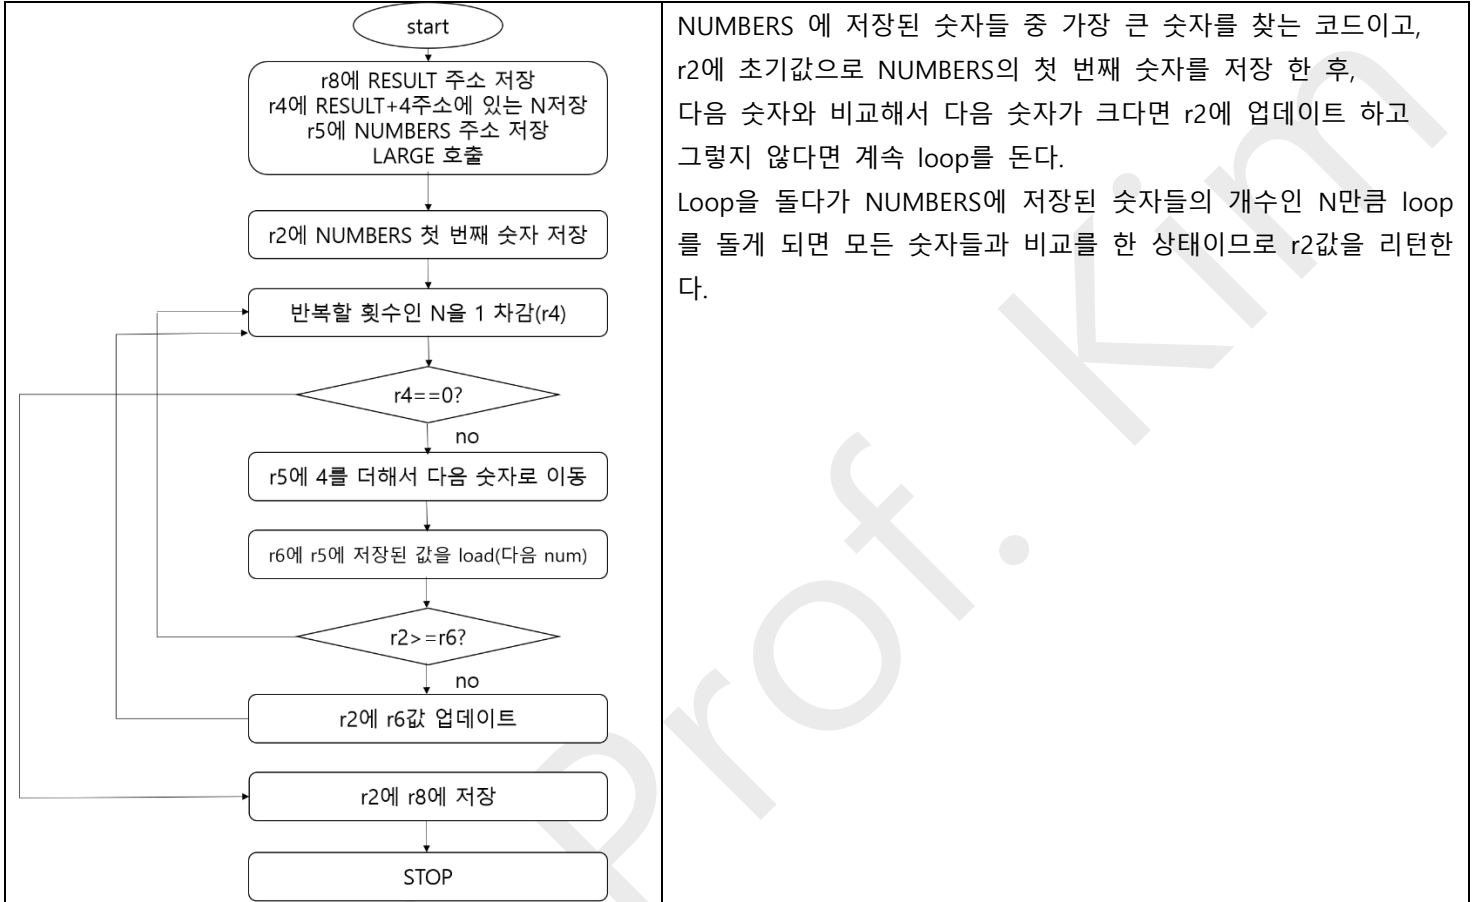 start
r8에 RESULT 주소 저장
r4에 RESULT+4주소에 있는 N저장
r5에 NUMBERS 주소 저장
LARGE 호출
r2에 NUMBERS 첫 번째 숫자 저장
반복할 횟수인 N을 1 차감(r4)
r4==0?
no
r5에 4를 더해서 다음 숫자로 이동
r6에 r5에 저장된 값을 load(다음 num)
r2>=r6?
no
r2에 r6값 업데이트
r2에 r8에 저장
STOP
NUMBERS 에 저장된 숫자들 중 가장 큰 숫자를 찾는 코드이고,
r2에 초기값으로 NUMBERS의 첫 번째 숫자를 저장 한 후,
다음 숫자와 비교해서 다음 숫자가 크다면 r2에 업데이트 하고
그렇지 않다면 계속 loop를 돈다.
Loop을 돌다가 NUMBERS에 저장된 숫자들의 개수인 N만큼 loop
를 돌게 되면 모든 숫자들과 비교를 한 상태이므로 r2값을 리턴한
다.
Prof. Kim